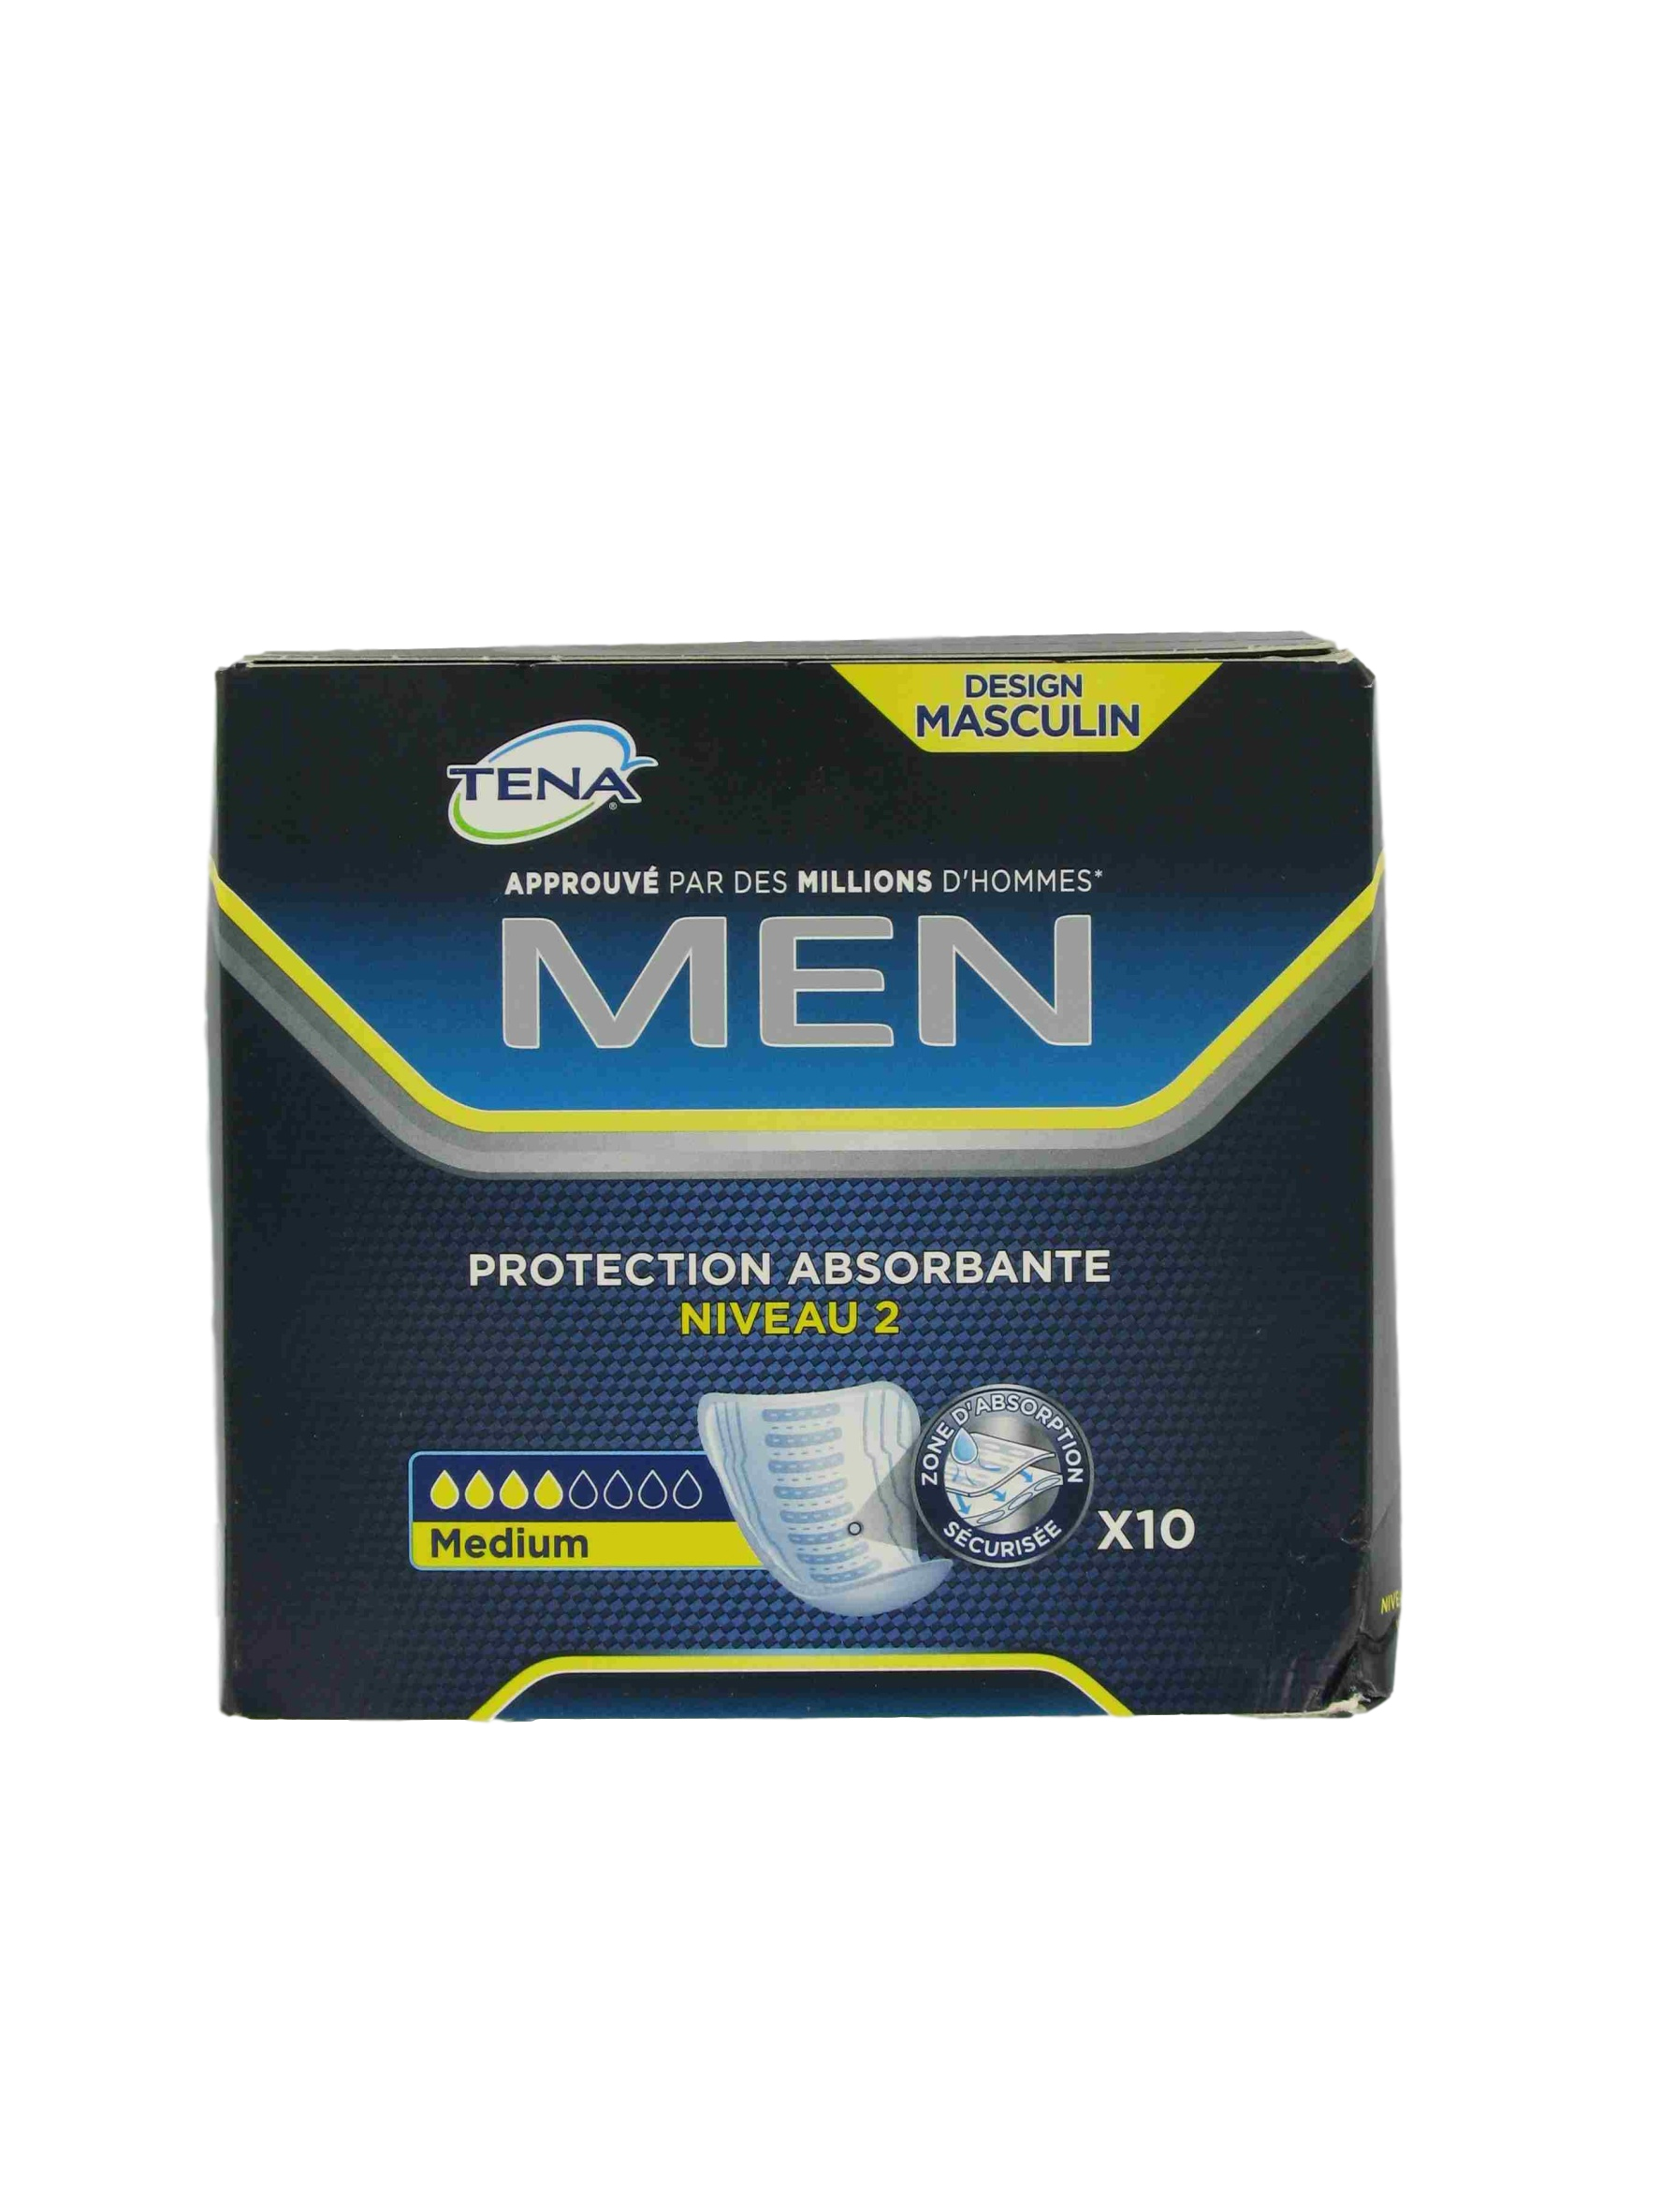 DESIGN
MASCULIN
TENA
®
APPROUVÉ PAR DES MILLIONS D'HOMMES*
MEN
PROTECTION ABSORBANTE
NIVEAU 2
ZONE D'ABSORPTION
SÉCURISÉE
X10
Medium